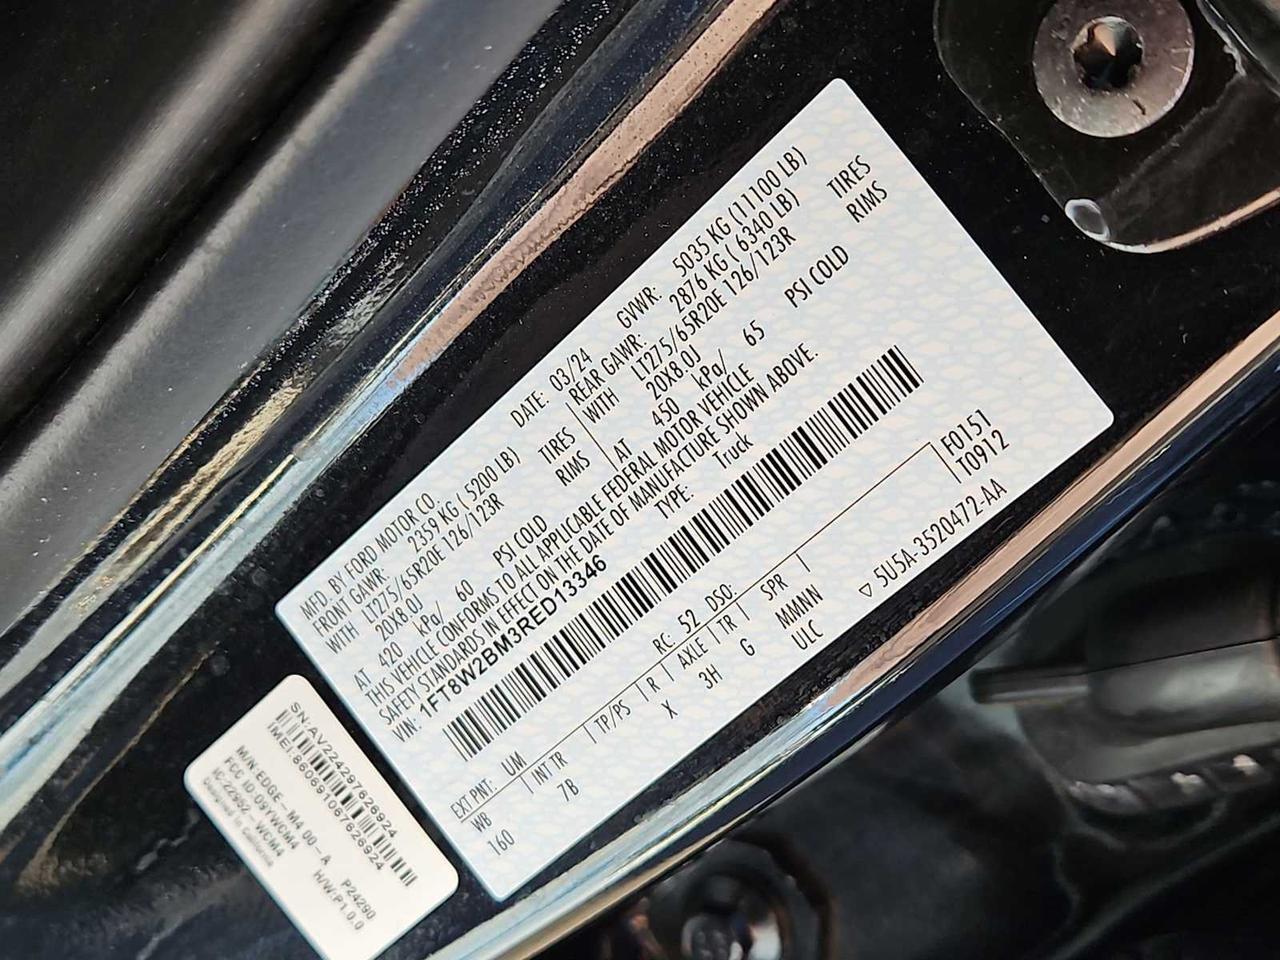 MFD. BY FORD MOTOR CO.
DATE: 03/24 GVWR: 5035 KG (11100 LB)
FRONT GAWR: 2359 KG ( 5200 LB) REAR GAWR: 2876 KG ( 6340 LB)
WITH LT275/65R20E 126/123R TIRES WITH LT275/65R20E 126/123R TIRES
20X8.0J RIMS 20X8.0J RIMS
AT 420 kPa/ 60 PSI COLD AT 450 kPa/ 65 PSI COLD
THIS VEHICLE CONFORMS TO ALL APPLICABLE FEDERAL MOTOR VEHICLE
SAFETY STANDARDS IN EFFECT ON THE DATE OF MANUFACTURE SHOWN ABOVE.
VIN: 1FT8W2BM3RED13346 TYPE: Truck
EXT PNT: UM RC: 52 DSO: F0151
WB INT TR TP/PS R AXLE TR SPR T0912
160 7B X 3H G MMNN
ULC
▽ 5U5A-3520472-AA
SN:AV224297626924
IMEI:860691067626924
M/N:EDGE-M4 00-A P24290
FCC ID:09YWCM4 H/W:P1.0.0
IC:22952-WCM4
Designed in California